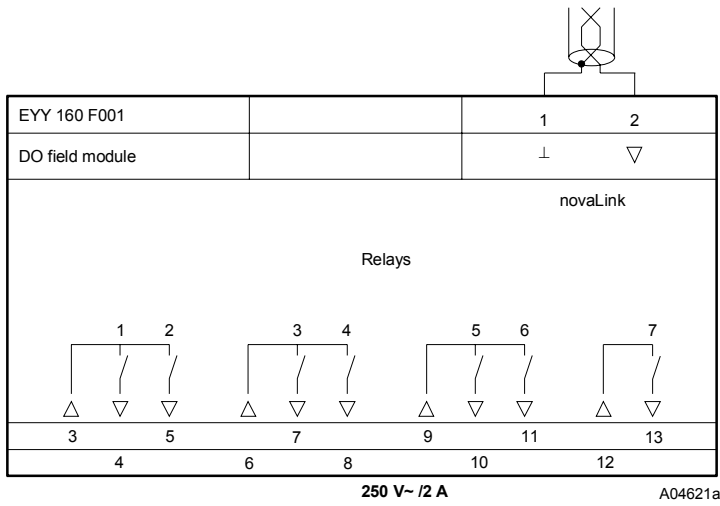 EYY 160 F001 1 2
DO field module ⊥ ▽
novaLink
Relays
1 2 3 4 5 6 7
3 5 7 9 11 13
4 6 8 10 12
250 V~ /2 A
A04621a